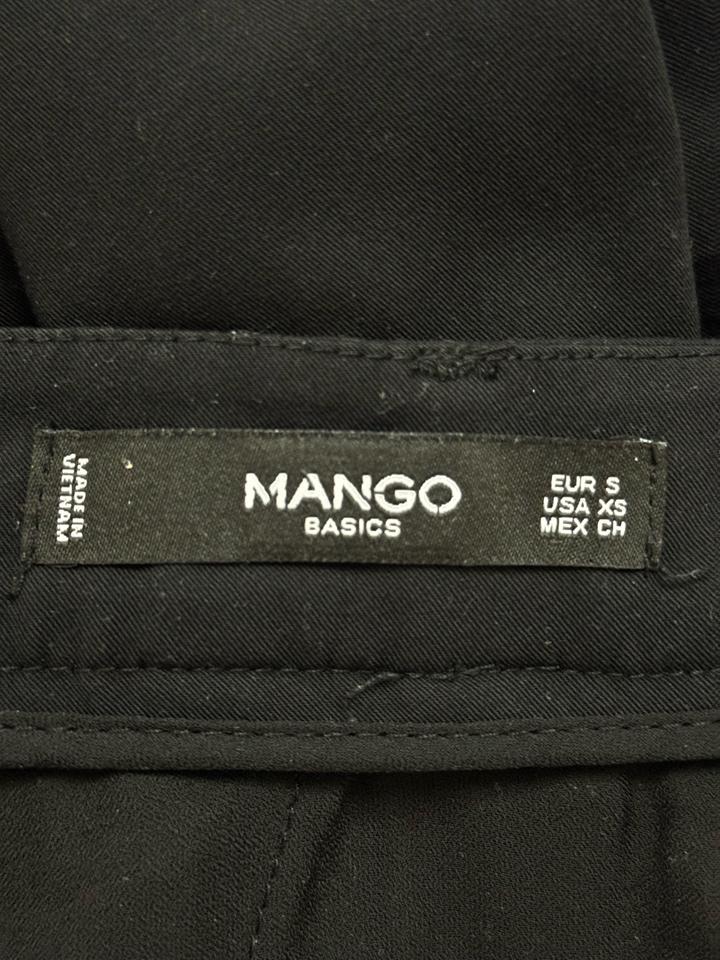 MADE IN
VIETNAM
MANGO
BASICS
EUR S
USA XS
MEX CH